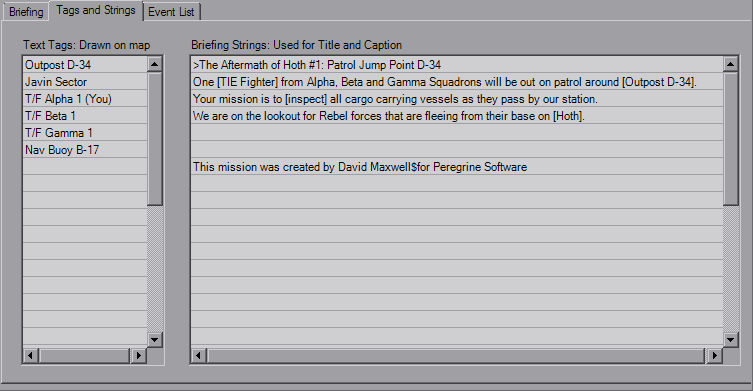 Briefing Tags and Strings Event List
Text Tags: Drawn on map
Outpost D-34
Javin Sector
T/F Alpha 1 (You)
T/F Beta 1
T/F Gamma 1
Nav Buoy B-17
Briefing Strings: Used for Title and Caption
>The Aftermath of Hoth #1: Patrol Jump Point D-34
One [TIE Fighter] from Alpha, Beta and Gamma Squadrons will be out on patrol around [Outpost D-34].
Your mission is to [inspect] all cargo carrying vessels as they pass by our station.
We are on the lookout for Rebel forces that are fleeing from their base on [Hoth].
This mission was created by David Maxwell$for Peregrine Software